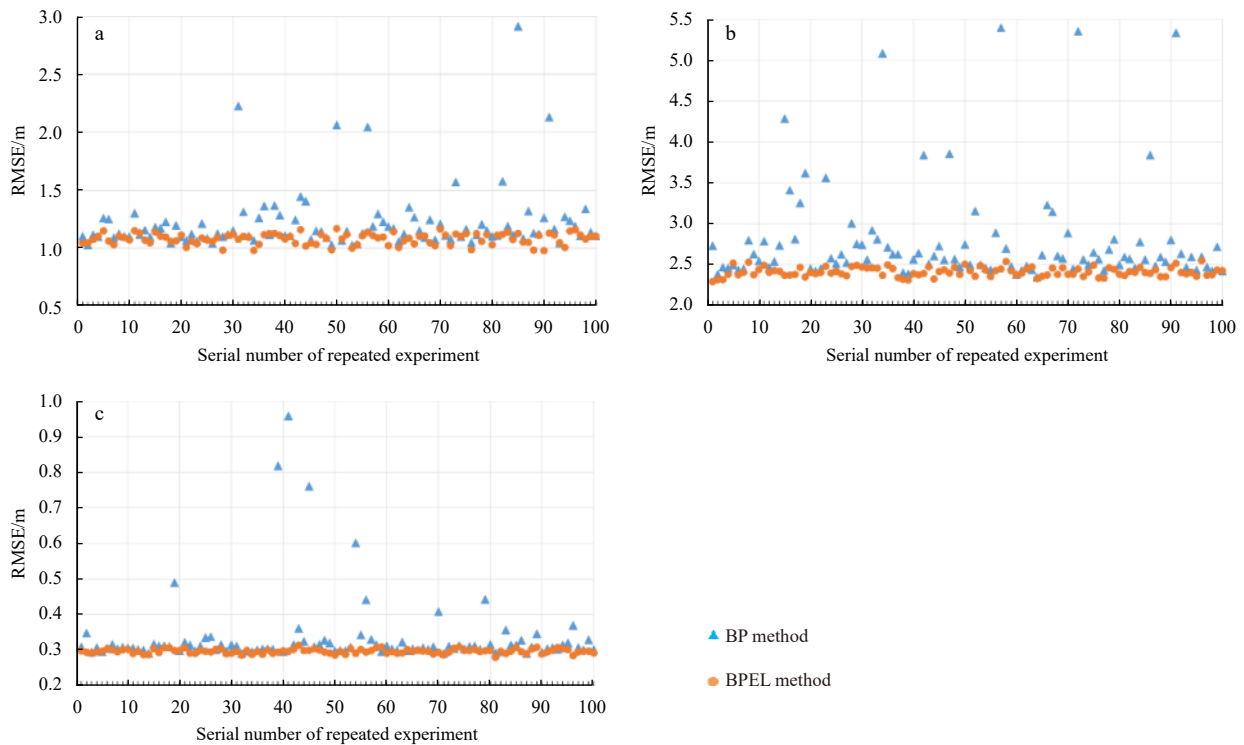 a
3.0
2.5
2.0
1.5
1.0
0.5
RMSE/m
0 10 20 30 40 50 60 70 80 90 100
Serial number of repeated experiment
b
5.5
5.0
4.5
4.0
3.5
3.0
2.5
2.0
RMSE/m
0 10 20 30 40 50 60 70 80 90 100
Serial number of repeated experiment
c
1.0
0.9
0.8
0.7
0.6
0.5
0.4
0.3
0.2
RMSE/m
0 10 20 30 40 50 60 70 80 90 100
Serial number of repeated experiment
BP method
BPEL method